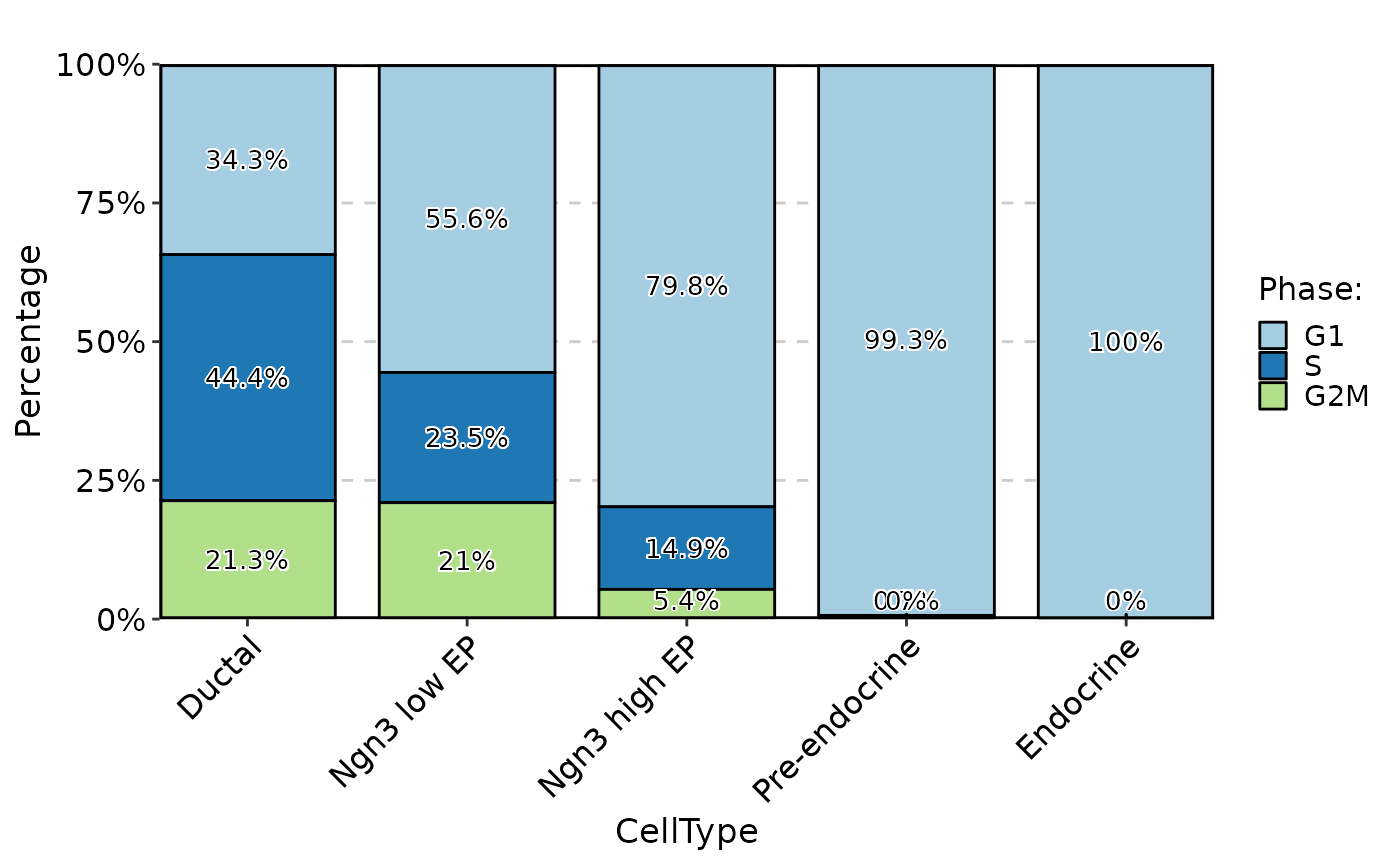 100%
75%
50%
25%
0%
Percentage
34.3%
44.4%
21.3%
55.6%
23.5%
21%
79.8%
14.9%
5.4%
99.3%
100%
0%
Ductal
Ngn3 low EP
Ngn3 high EP
Pre-endocrine
Endocrine
CellType
Phase:
G1
S
G2M